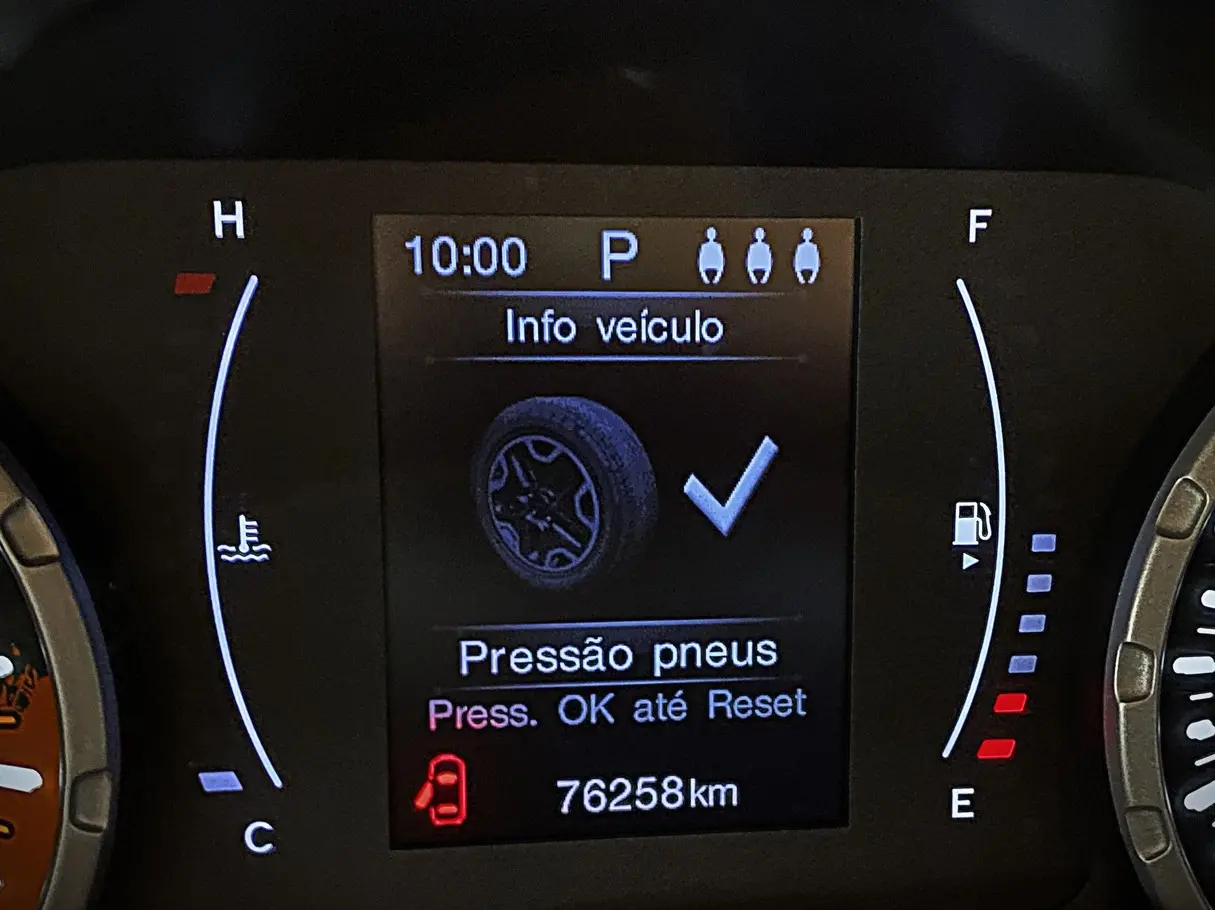 H
F
10:00 P
Info veículo
Pressão pneus
Press. OK até Reset
76258km
C
E